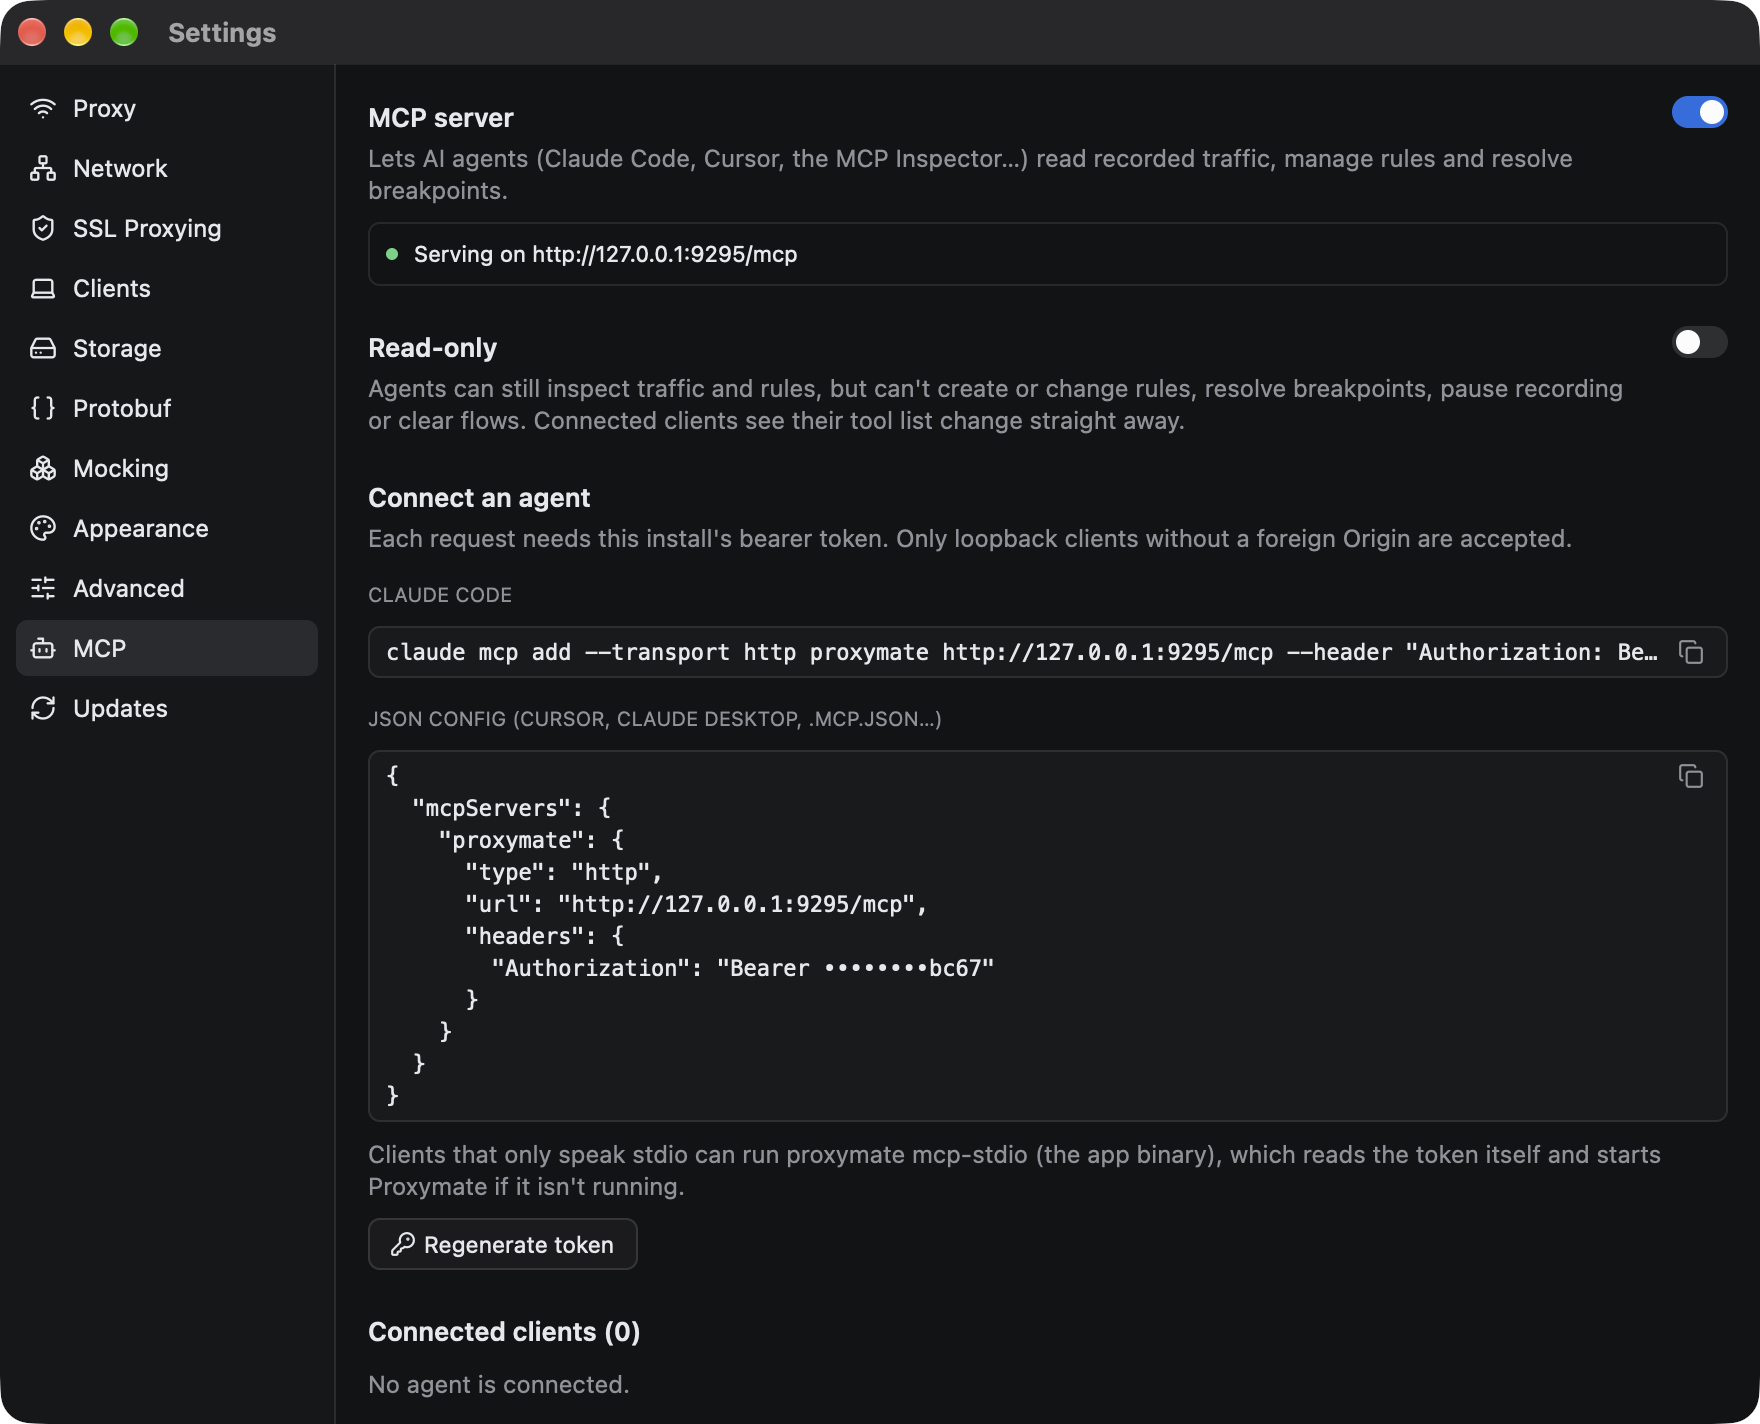 Settings
Proxy
Network
SSL Proxying
Clients
Storage
Protobuf
Mocking
Appearance
Advanced
MCP
Updates
MCP server
Lets AI agents (Claude Code, Cursor, the MCP Inspector…) read recorded traffic, manage rules and resolve
breakpoints.
Serving on http://127.0.0.1:9295/mcp
Read-only
Agents can still inspect traffic and rules, but can't create or change rules, resolve breakpoints, pause recording
or clear flows. Connected clients see their tool list change straight away.
Connect an agent
Each request needs this install's bearer token. Only loopback clients without a foreign Origin are accepted.
CLAUDE CODE
claude mcp add --transport http proxymate http://127.0.0.1:9295/mcp --header "Authorization: Be…
JSON CONFIG (CURSOR, CLAUDE DESKTOP, .MCP.JSON…)
{
  "mcpServers": {
    "proxymate": {
      "type": "http",
      "url": "http://127.0.0.1:9295/mcp",
      "headers": {
        "Authorization": "Bearer ••••••••bc67"
      }
    }
  }
}
Clients that only speak stdio can run proxymate mcp-stdio (the app binary), which reads the token itself and starts
Proxymate if it isn't running.
Regenerate token
Connected clients (0)
No agent is connected.